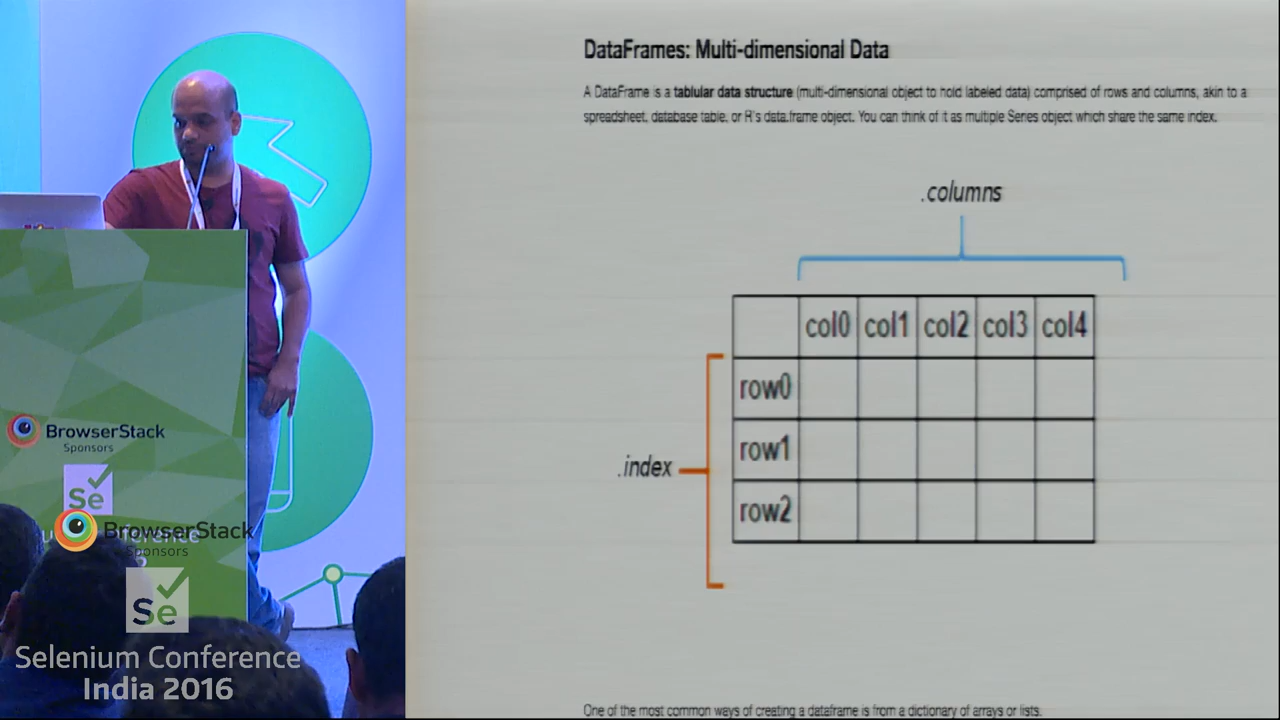 DataFrames: Multi-dimensional Data
A DataFrame is a tablular data structure (multi-dimensional object to hold labeled data) comprised of rows and columns, akin to a
spreadsheet, database table, or R's data.frame object. You can think of it as multiple Series object which share the same index.
.columns
col0 col1 col2 col3 col4
row0
row1
.index
row2
One of the most common ways of creating a dataframe is from a dictionary of arrays or lists.
BrowserStack
Sponsors
Se
BrowserStack
Sponsors
Se
Selenium Conference
India 2016